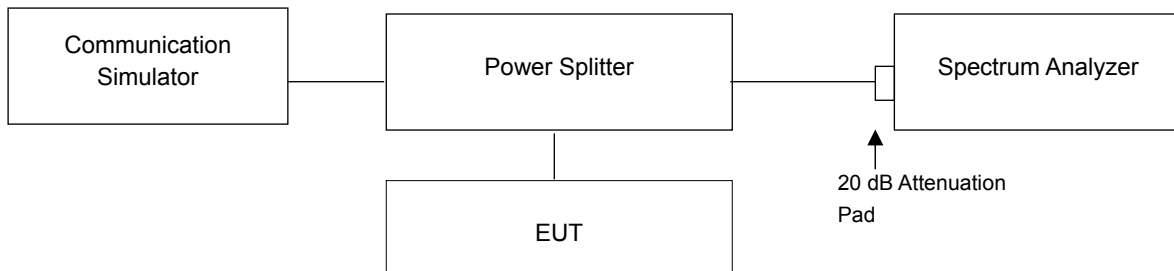 Communication
Simulator
Power Splitter
Spectrum Analyzer
20 dB Attenuation
Pad
EUT